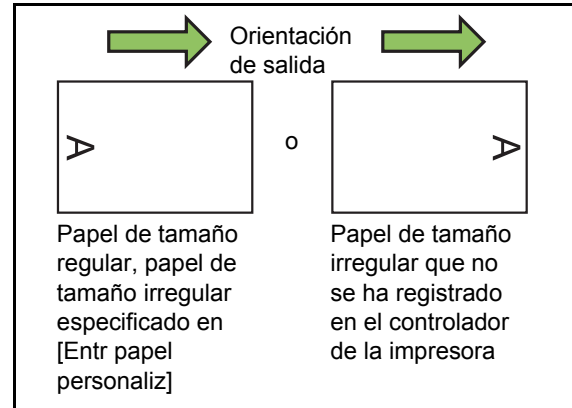 Orientación
de salida
A
o
A
Papel de tamaño
regular, papel de
tamaño irregular
especificado en
[Entr papel
personaliz]
Papel de tamaño
irregular que no
se ha registrado
en el controlador
de la impresora